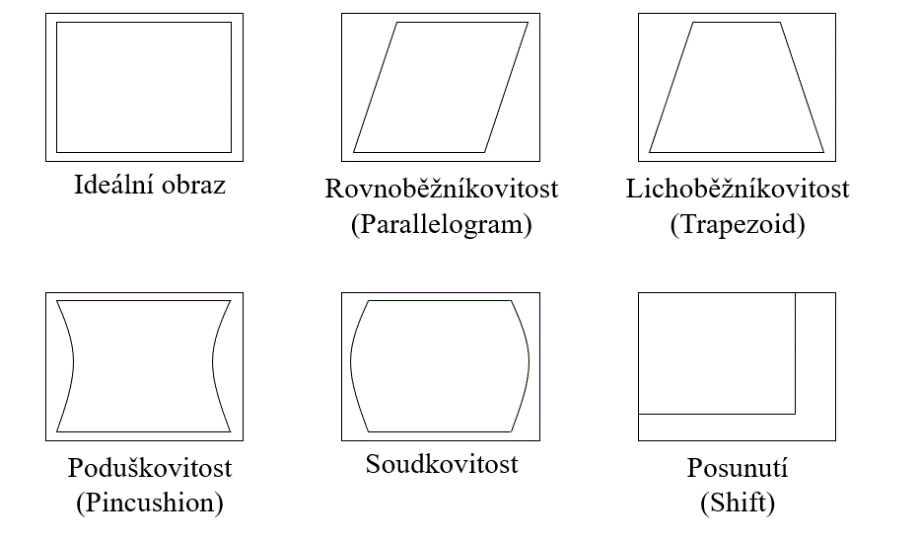 Ideální obraz
Rovnoběžníkovitost
(Parallelogram)
Lichoběžníkovitost
(Trapezoid)
Poduškovitost
(Pincushion)
Soudkovitost
Posunutí
(Shift)